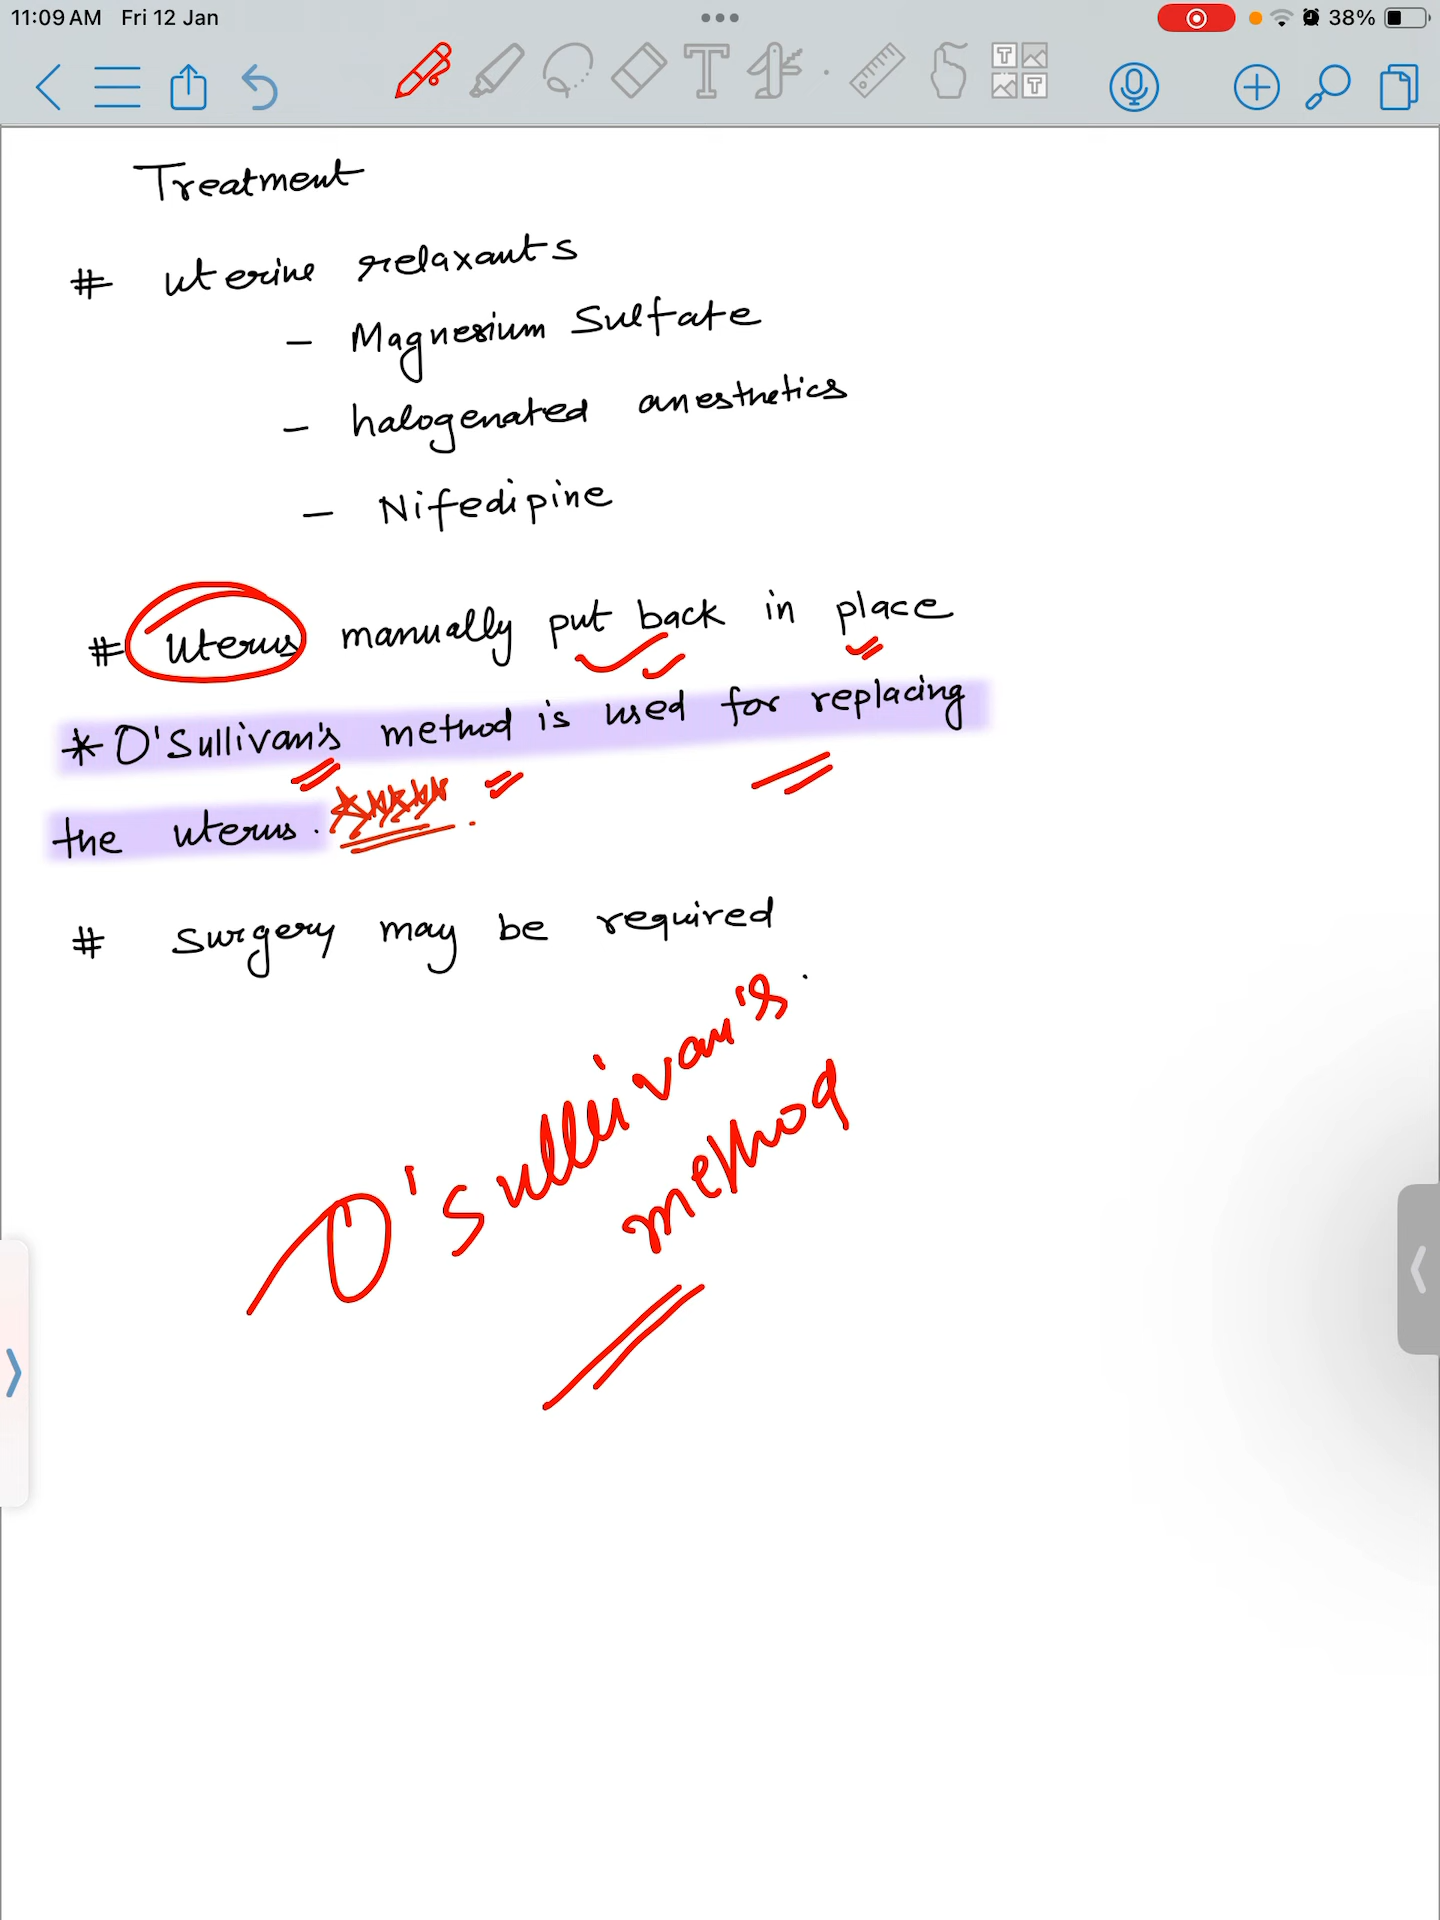 11:09 AM Fri 12 Jan
38%
Treatment
# uterine relaxants
- Magnesium Sulfate
- halogenated anesthetics
- Nifedipine
# Uterus manually put back in place
* O'Sullivan's method is used for replacing
the uterus.
# surgery may be required
O'Sullivan's
method